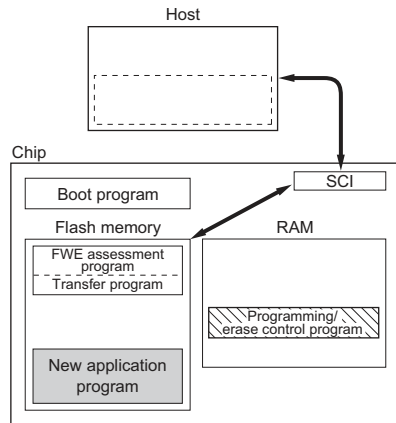 Host
Chip
SCI
Boot program
Flash memory
RAM
FWE assessment
program
Transfer program
Programming/
erase control program
New application
program